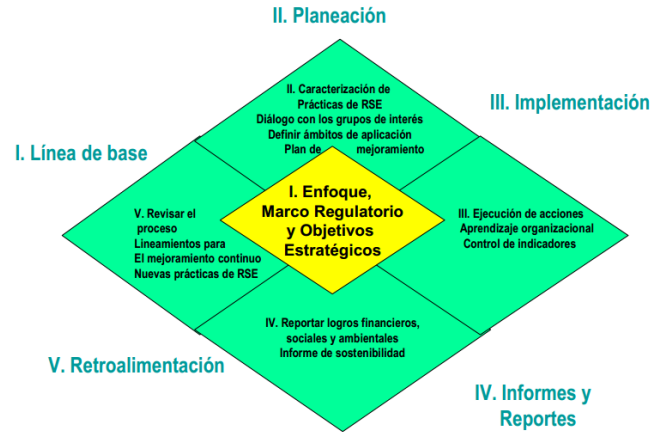 II. Planeación
II. Caracterización de
Prácticas de RSE
Diálogo con los grupos de interés
Definir ámbitos de aplicación
Plan de mejoramiento
III. Implementación
I. Línea de base
I. Enfoque,
Marco Regulatorio
y Objetivos
Estratégicos
V. Revisar el
proceso
Lineamientos para
El mejoramiento continuo
Nuevas prácticas de RSE
III. Ejecución de acciones
Aprendizaje organizacional
Control de indicadores
IV. Reportar logros financieros,
sociales y ambientales
Informe de sostenibilidad
V. Retroalimentación
IV. Informes y
Reportes